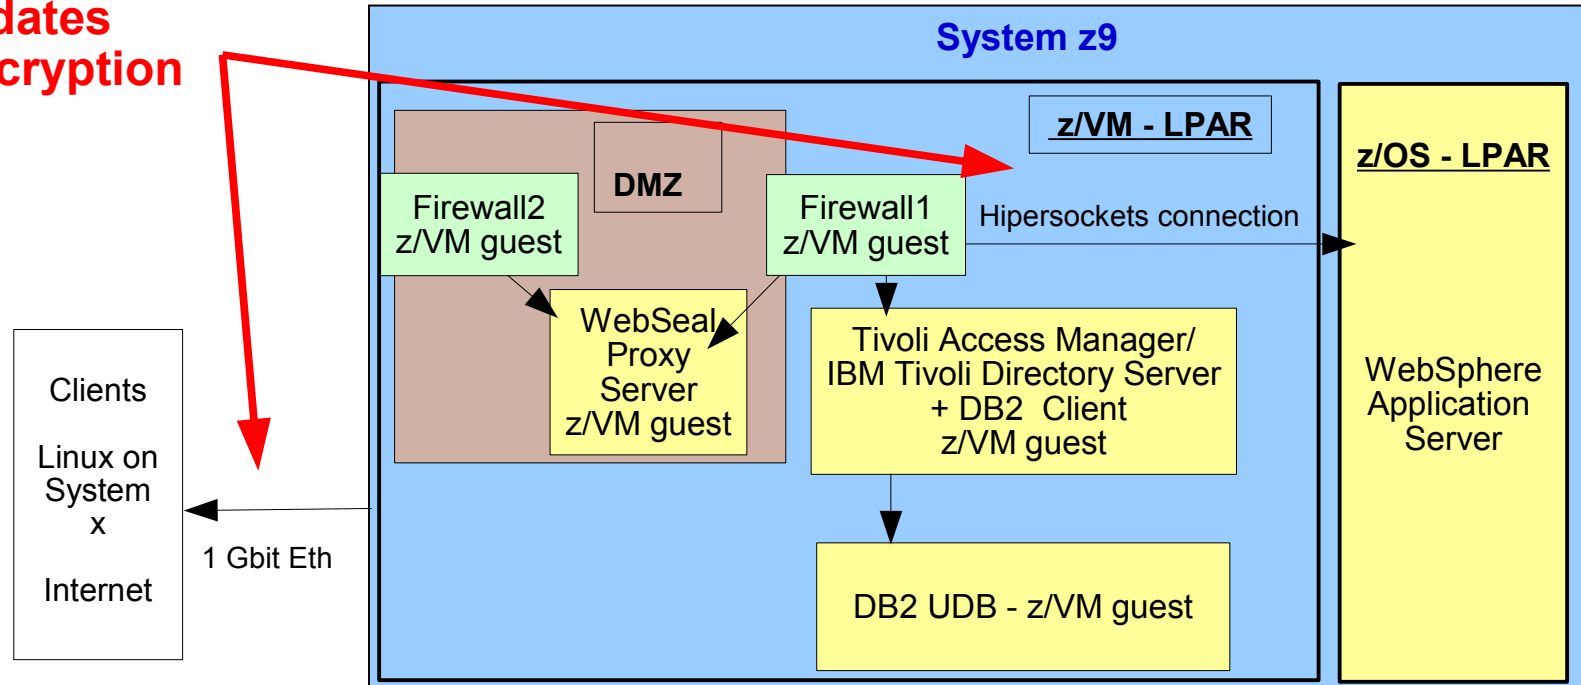 dates
cryption
System z9
z/VM - LPAR
z/OS - LPAR
DMZ
Firewall2
z/VM guest
Firewall1
z/VM guest
Hipersockets connection
WebSeal
Proxy
Server
z/VM guest
Tivoli Access Manager/
IBM Tivoli Directory Server
+ DB2 Client
z/VM guest
WebSphere
Application
Server
Clients
Linux on
System
x
Internet
1 Gbit Eth
DB2 UDB - z/VM guest